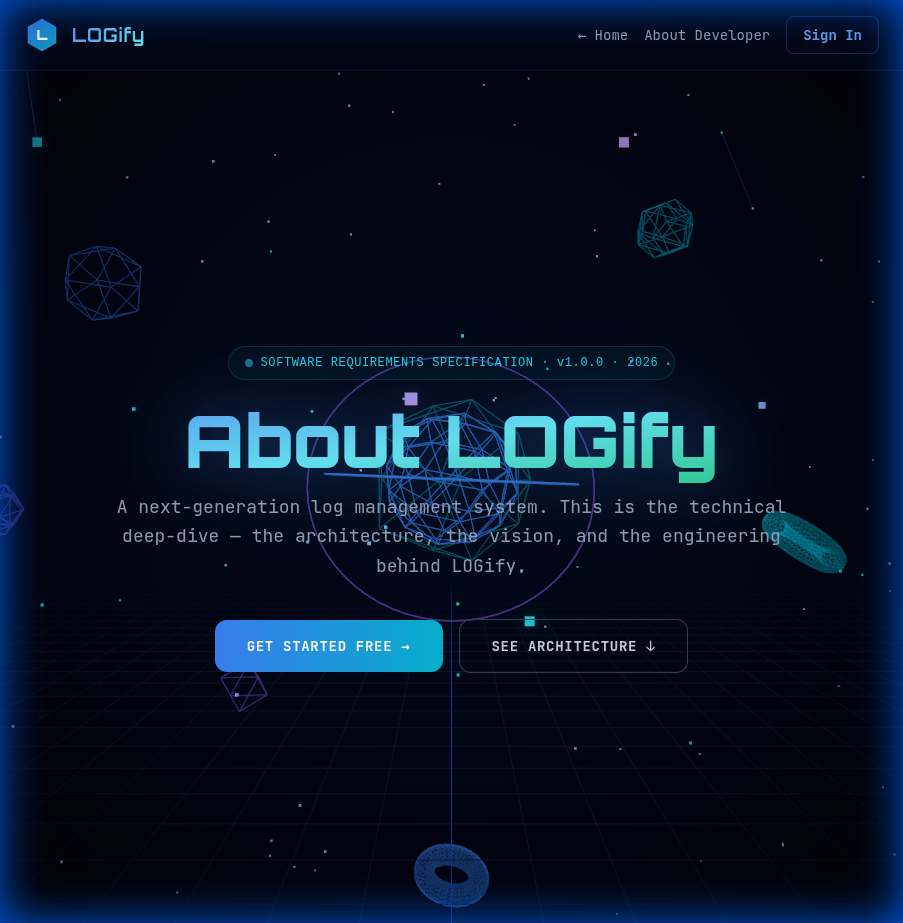 L LOGify
← Home About Developer Sign In
SOFTWARE REQUIREMENTS SPECIFICATION · v1.0.0 · 2026
About LOGify
A next-generation log management system. This is the technical
deep-dive — the architecture, the vision, and the engineering
behind LOGify.
GET STARTED FREE →
SEE ARCHITECTURE ↓